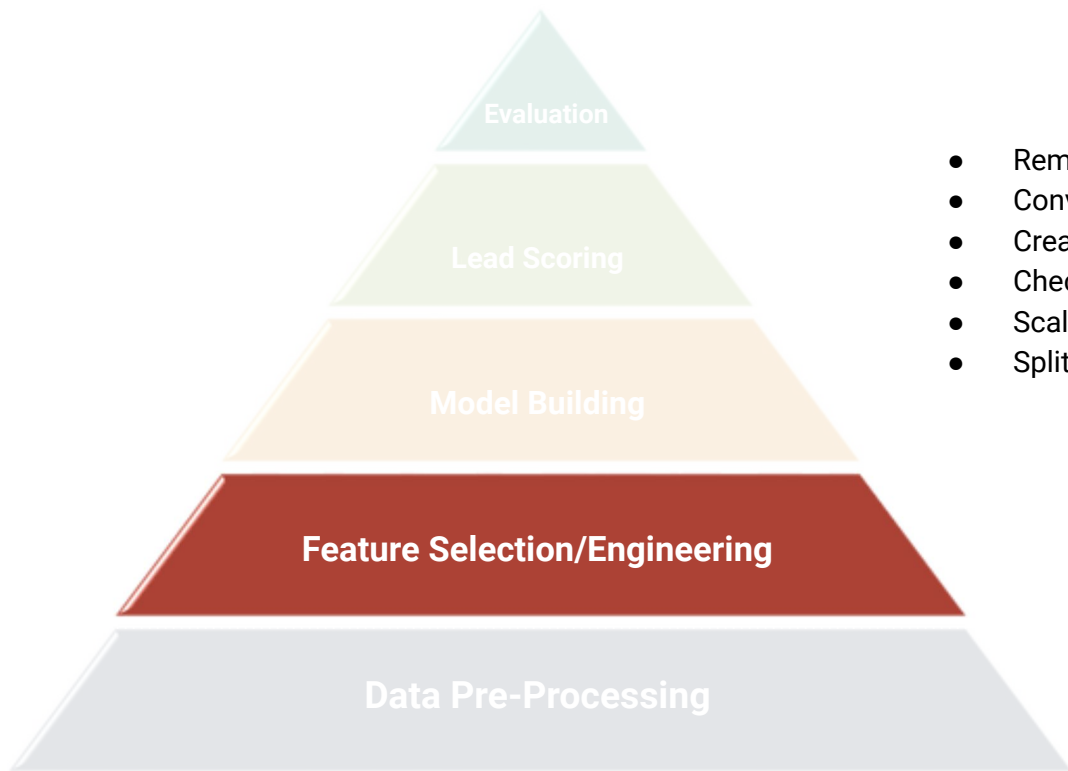 Evaluation
Lead Scoring
Model Building
Feature Selection/Engineering
Data Pre-Processing
● Rem
● Conv
● Crea
● Chec
● Scal
● Split